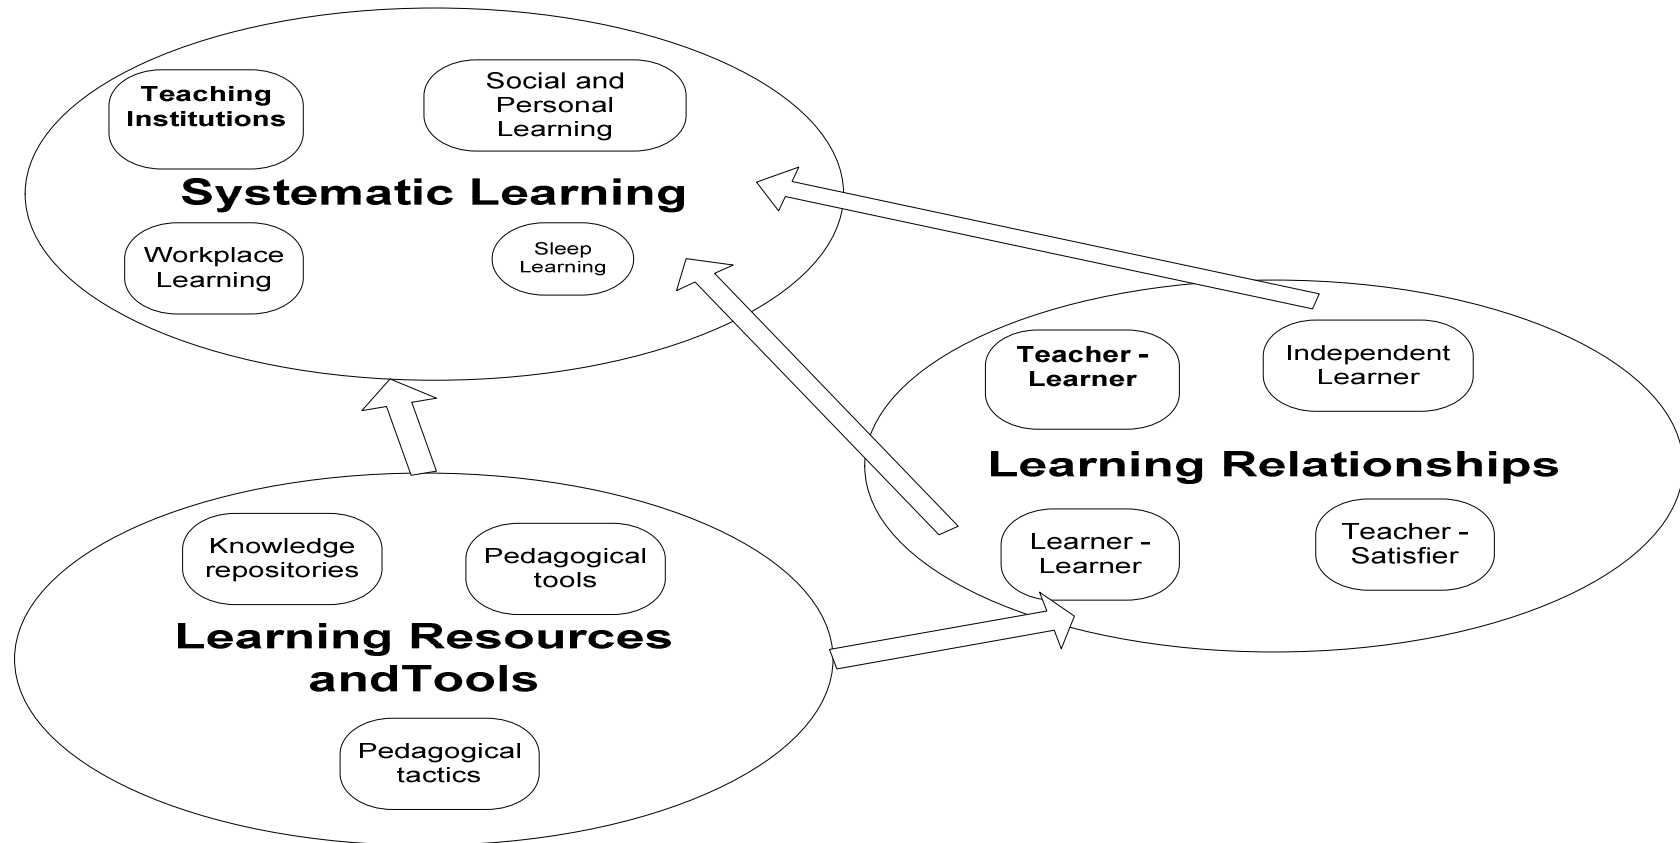 Teaching
Institutions
Social and
Personal
Learning
Systematic Learning
Workplace
Learning
Sleep
Learning
Teacher -
Learner
Independent
Learner
Learning Relationships
Learner -
Learner
Teacher -
Satisfier
Knowledge
repositories
Pedagogical
tools
Learning Resources
andTools
Pedagogical
tactics